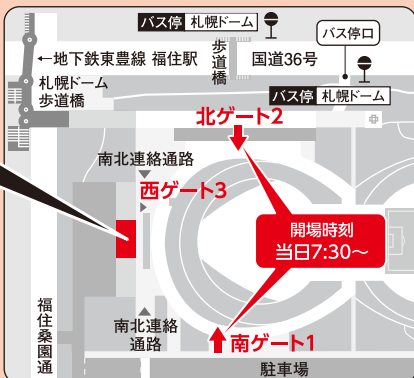 バス停 札幌ドーム
バス停口
←地下鉄東豊線 福住駅
歩道橋
国道36号
札幌ドーム
歩道橋
バス停 札幌ドーム
北ゲート2
南北連絡通路
西ゲート3
開場時刻
当日7:30〜
福住桑園通
南北連絡
通路
南ゲート1
駐車場